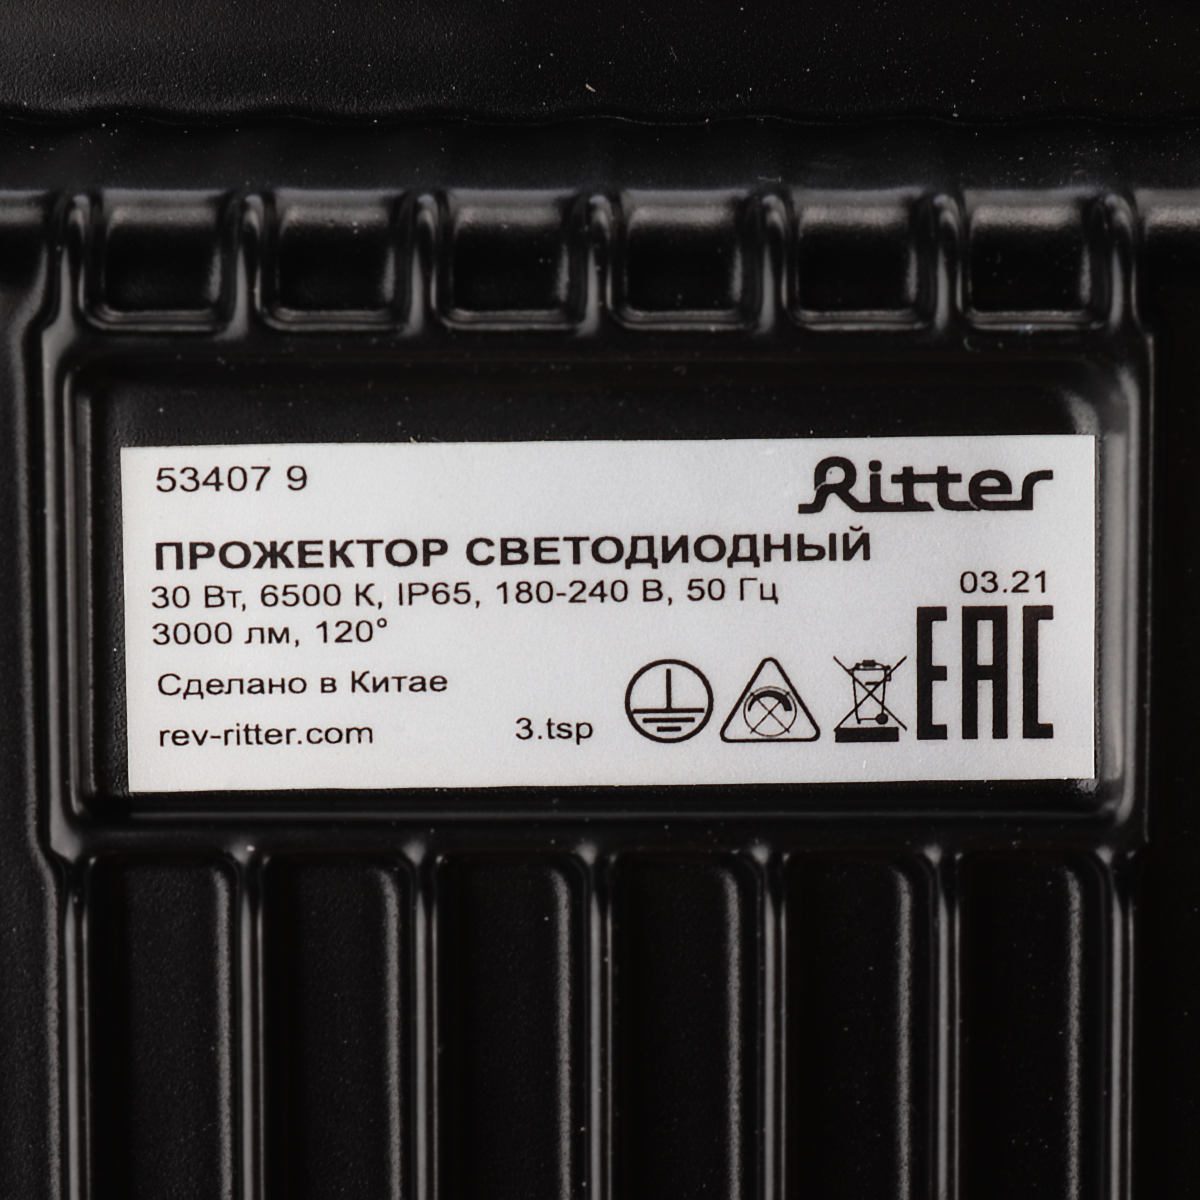 53407 9
Ritter
ПРОЖЕКТОР СВЕТОДИОДНЫЙ
30 Вт, 6500 К, IP65, 180-240 В, 50 Гц
03.21
3000 лм, 120°
EAC
Сделано в Китае
rev-ritter.com
3.tsp